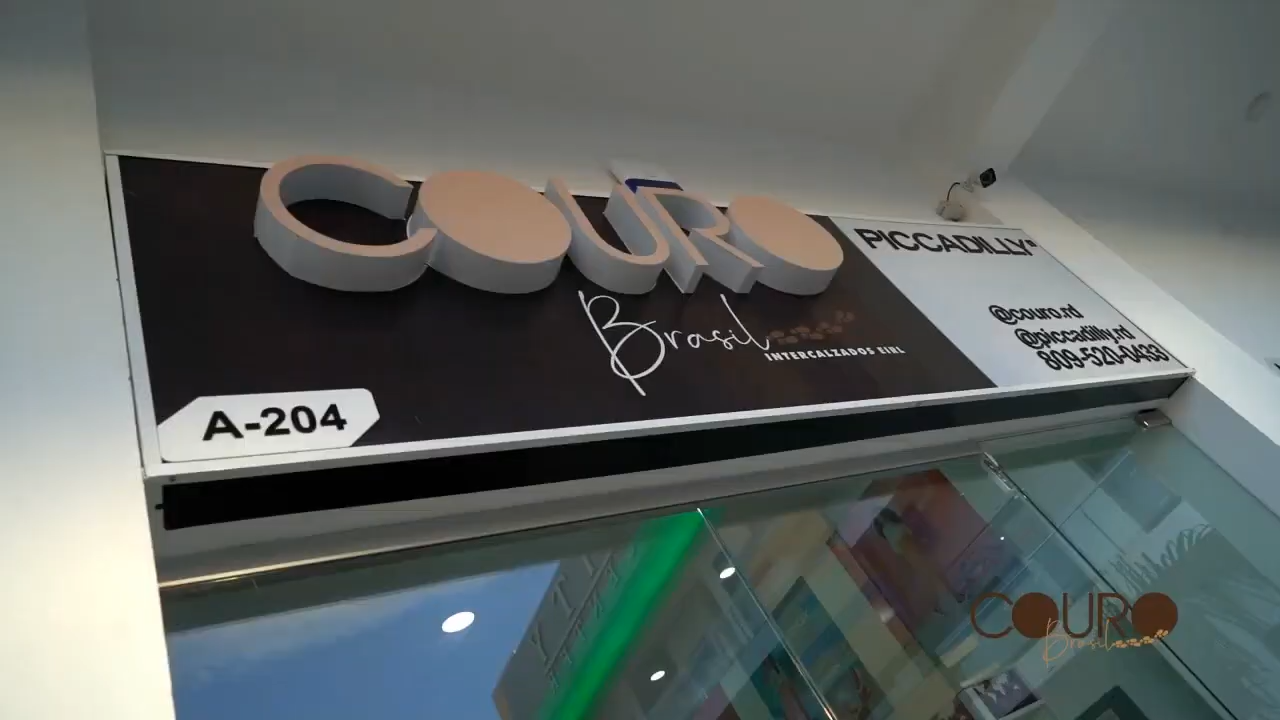 COURO
Brasil
INTERCALZADOS EIRL
A-204
PICCADILLY®
@couro.rd
@piccadilly.rd
809-520-0433
COURO
Brasil